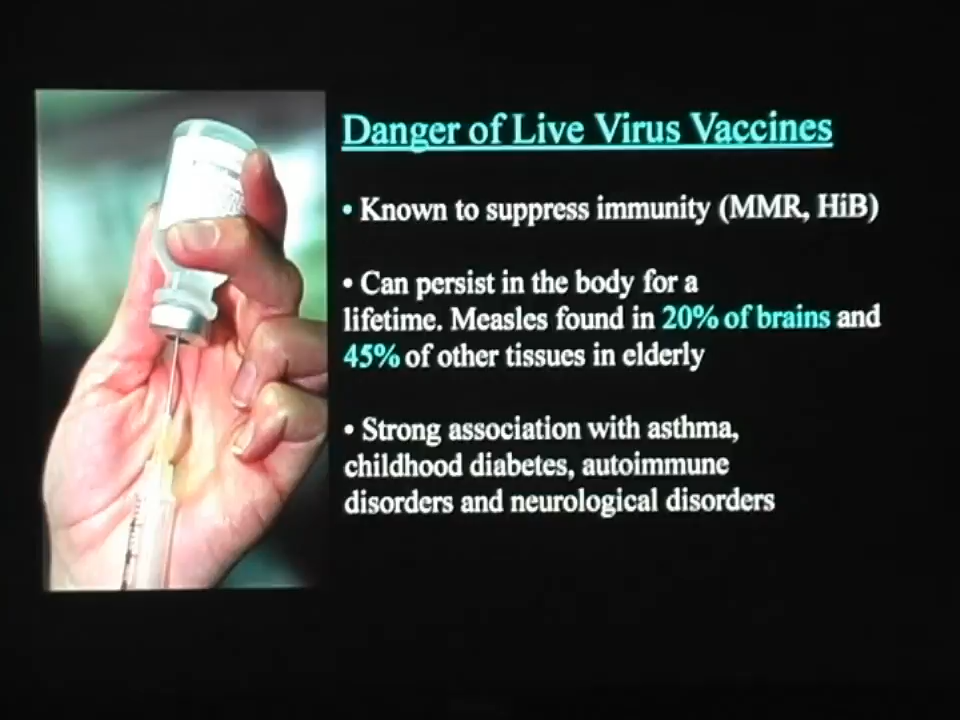 Danger of Live Virus Vaccines
• Known to suppress immunity (MMR, HiB)
• Can persist in the body for a
lifetime. Measles found in 20% of brains and
45% of other tissues in elderly
• Strong association with asthma,
childhood diabetes, autoimmune
disorders and neurological disorders